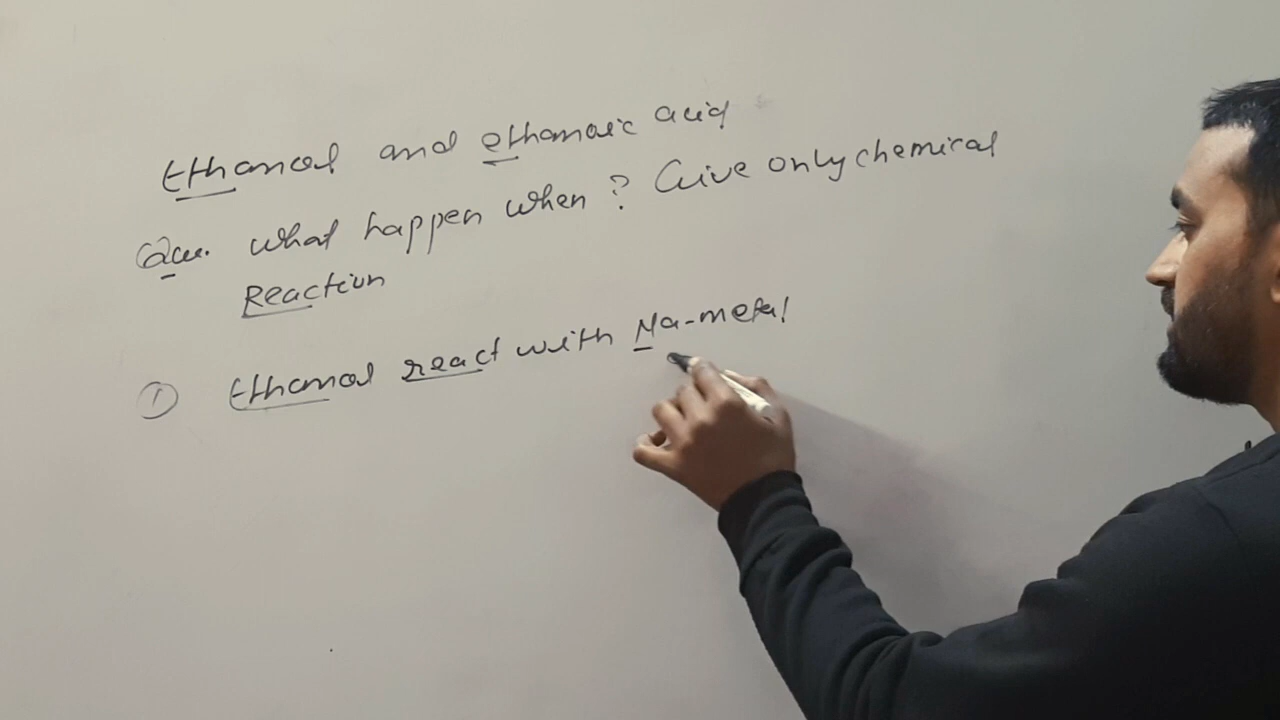 Ethanol and ethanoic acid
Que. What happen when? Give only chemical
Reaction
① Ethanol react with Na-metal